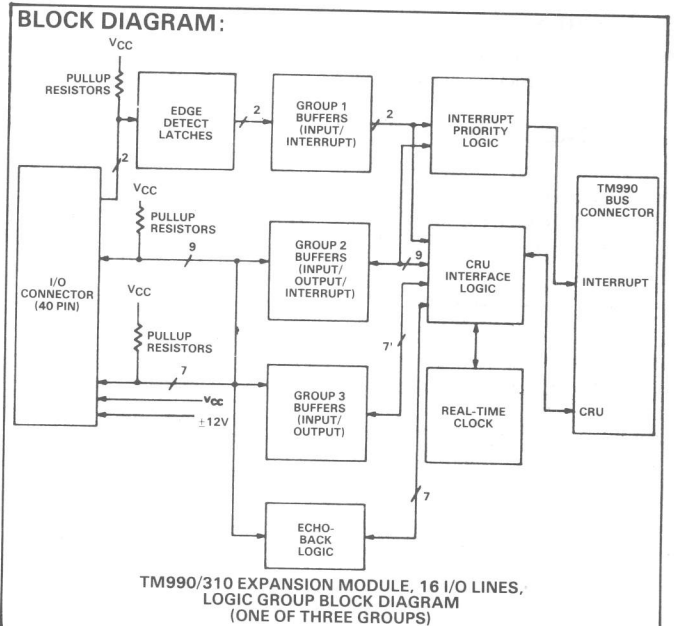 BLOCK DIAGRAM:
VCC
PULLUP
RESISTORS
2
EDGE
DETECT
LATCHES
2
GROUP 1
BUFFERS
(INPUT/
INTERRUPT)
2
INTERRUPT
PRIORITY
LOGIC
TM990
BUS
CONNECTOR
INTERRUPT
CRU
I/O
CONNECTOR
(40 PIN)
VCC
PULLUP
RESISTORS
9
GROUP 2
BUFFERS
(INPUT/
OUTPUT/
INTERRUPT)
9
CRU
INTERFACE
LOGIC
VCC
PULLUP
RESISTORS
7
VCC
±12V
GROUP 3
BUFFERS
(INPUT/
OUTPUT)
7'
REAL-TIME
CLOCK
7
ECHO-
BACK
LOGIC
TM990/310 EXPANSION MODULE, 16 I/O LINES,
LOGIC GROUP BLOCK DIAGRAM
(ONE OF THREE GROUPS)